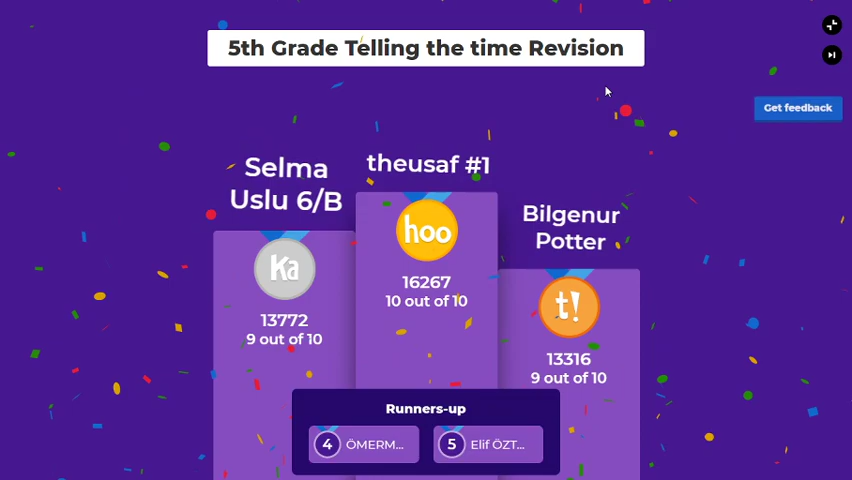 5th Grade Telling the time Revision
Get feedback
Selma
Uslu 6/B
theusaf #1
Bilgenur
Potter
Ka
hoo
t!
13772
9 out of 10
16267
10 out of 10
13316
9 out of 10
Runners-up
4 ÖMERM...
5 Elif ÖZT...